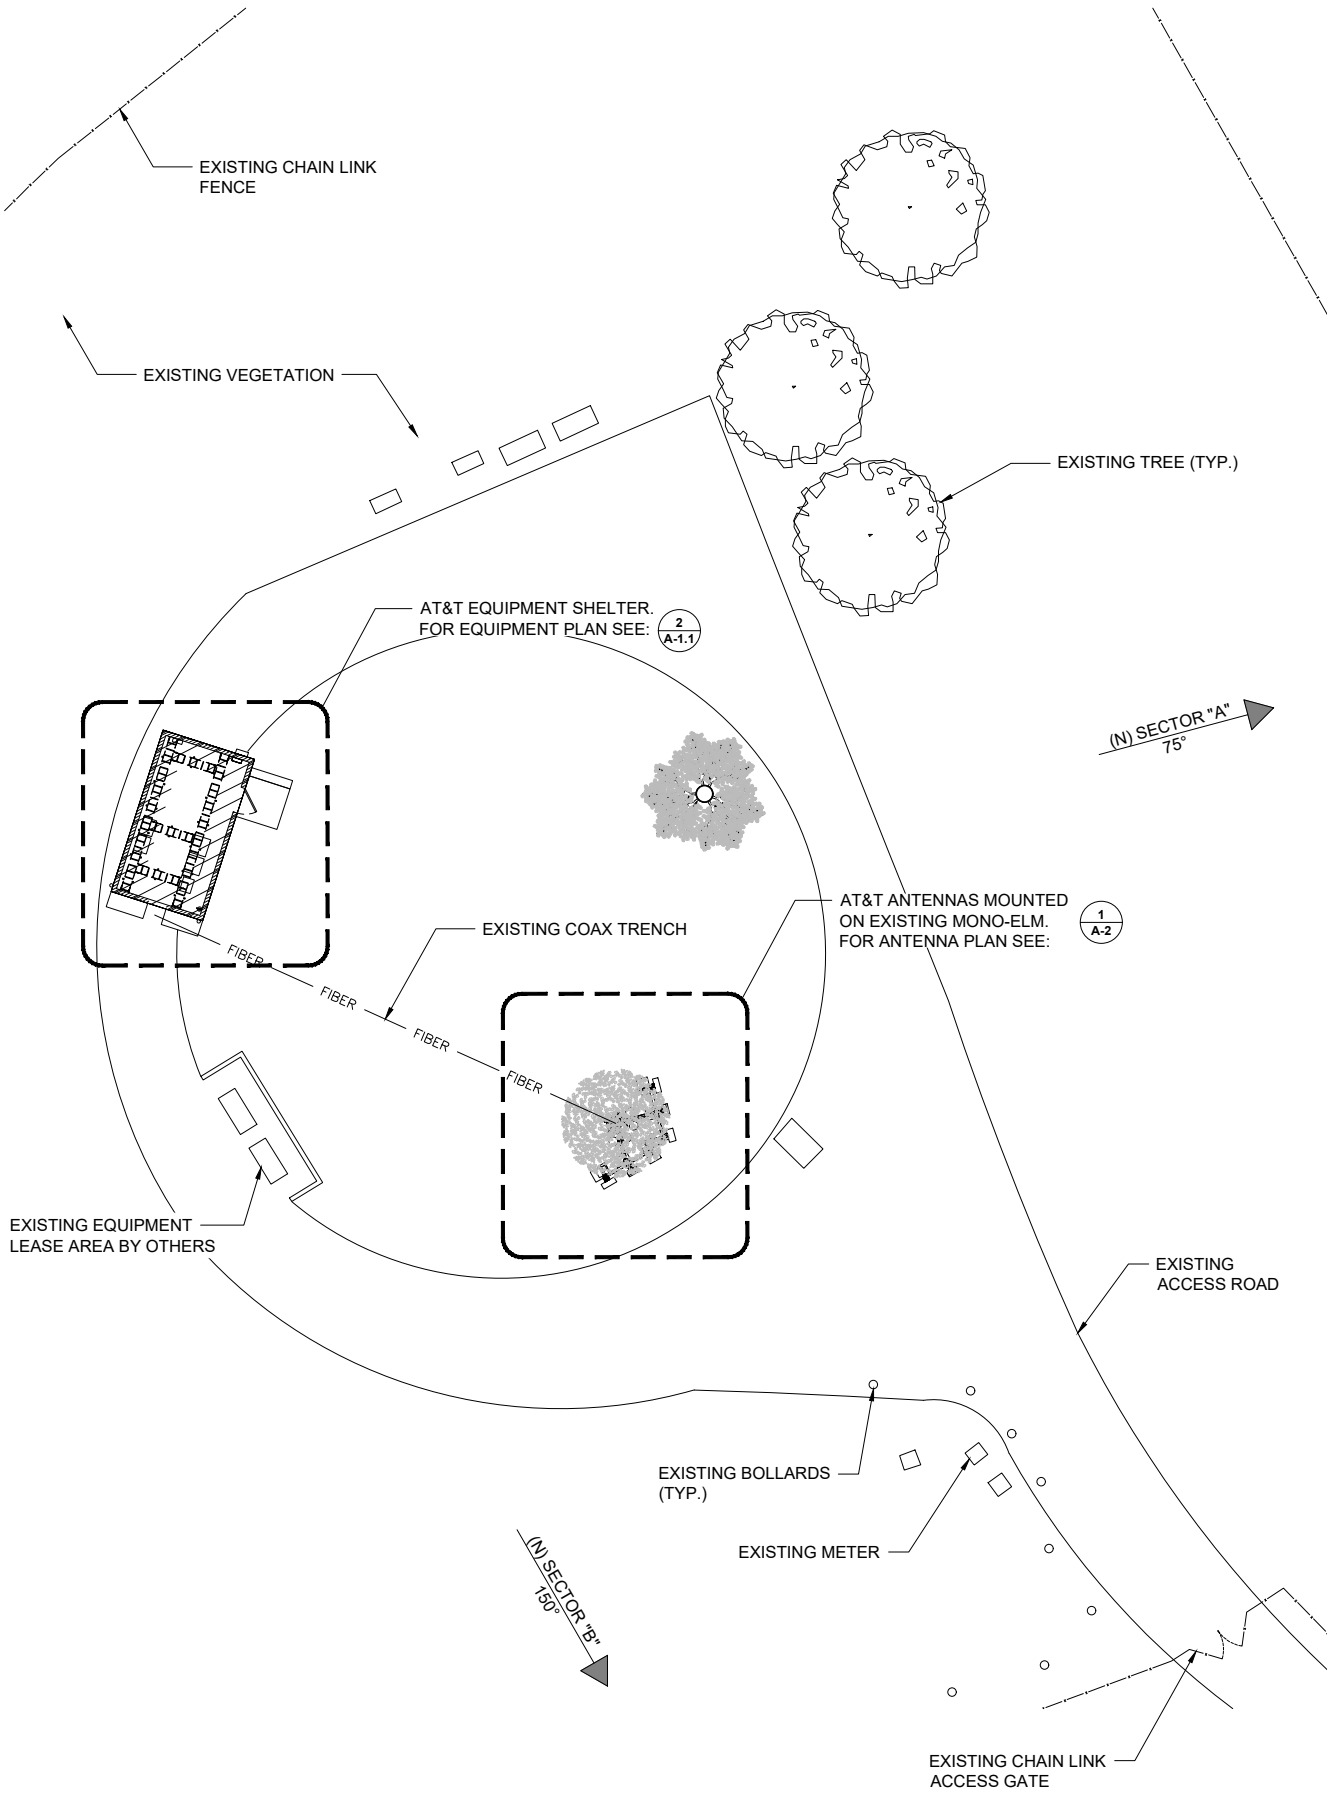 EXISTING CHAIN LINK
FENCE
EXISTING VEGETATION
EXISTING TREE (TYP.)
AT&T EQUIPMENT SHELTER.
FOR EQUIPMENT PLAN SEE:
2
A-1.1
(N) SECTOR "A"
75°
AT&T ANTENNAS MOUNTED
ON EXISTING MONO-ELM.
FOR ANTENNA PLAN SEE:
1
A-2
EXISTING COAX TRENCH
FIBER
FIBER
FIBER
FIBER
EXISTING EQUIPMENT
LEASE AREA BY OTHERS
EXISTING
ACCESS ROAD
EXISTING BOLLARDS
(TYP.)
EXISTING METER
(N) SECTOR "B"
150°
EXISTING CHAIN LINK
ACCESS GATE